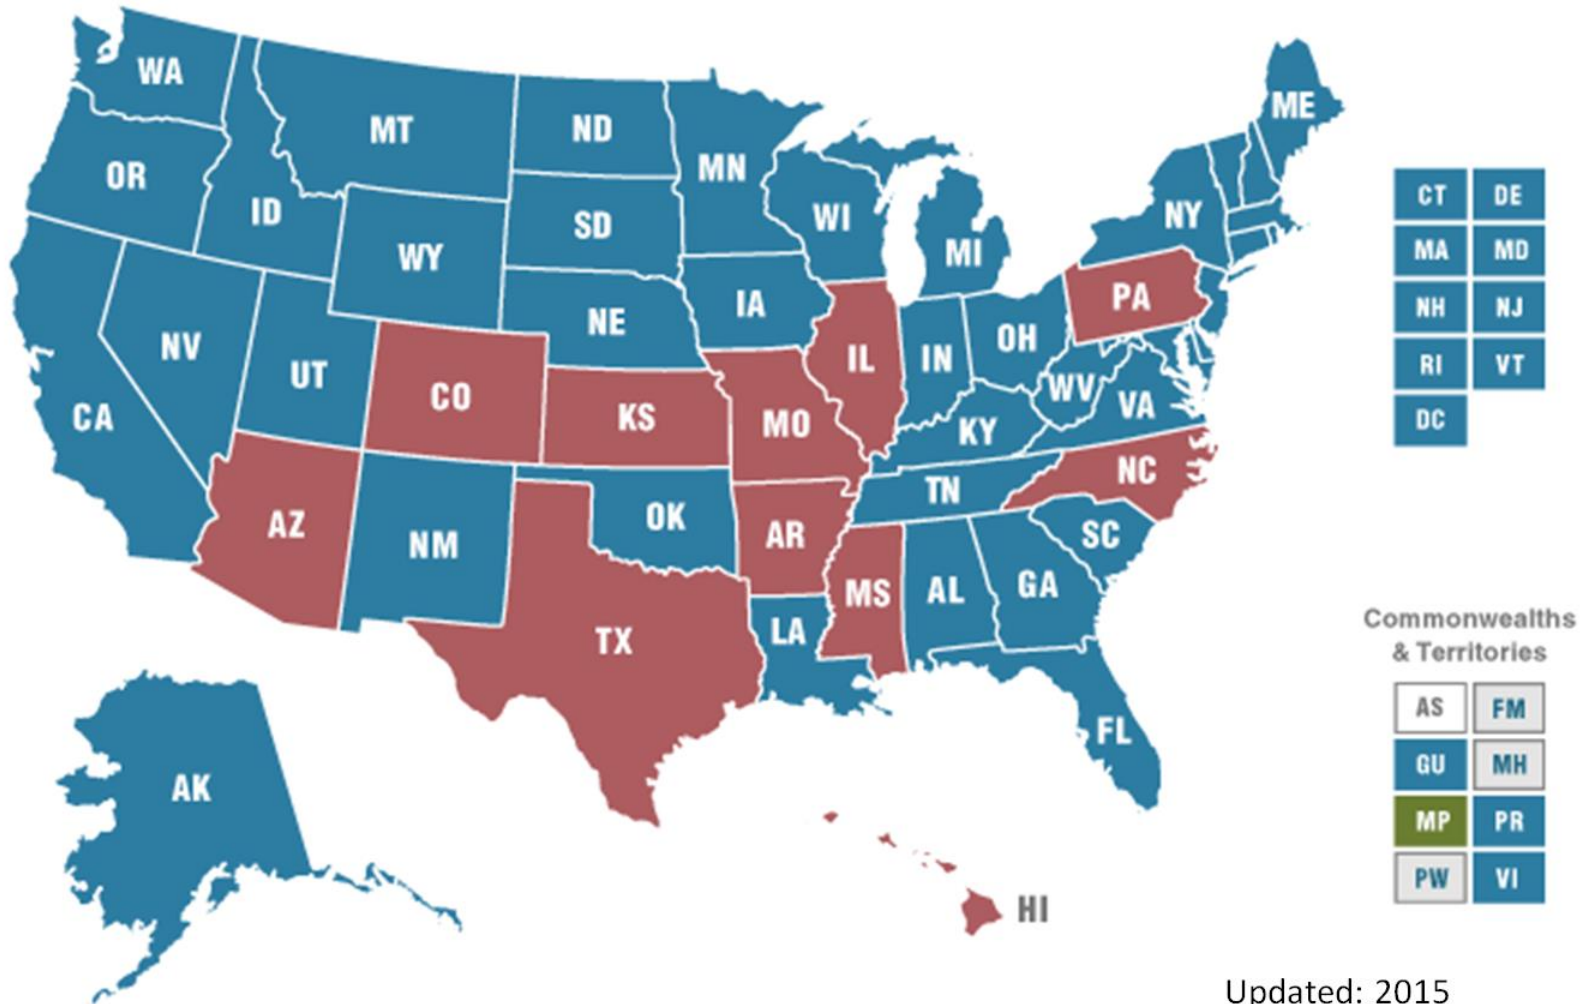 WA
MT
ND
MN
OR
ID
SD
WI
MI
NY
ME
WY
IA
NE
NV
UT
CO
KS
MO
IL
IN
OH
PA
WV
VA
CA
KY
NC
TN
AZ
NM
OK
AR
SC
MS
AL
GA
TX
LA
FL
AK
HI
CT DE
MA MD
NH NJ
RI VT
DC
Commonwealths
& Territories
AS FM
GU MH
MP PR
PW VI
Updated: 2015